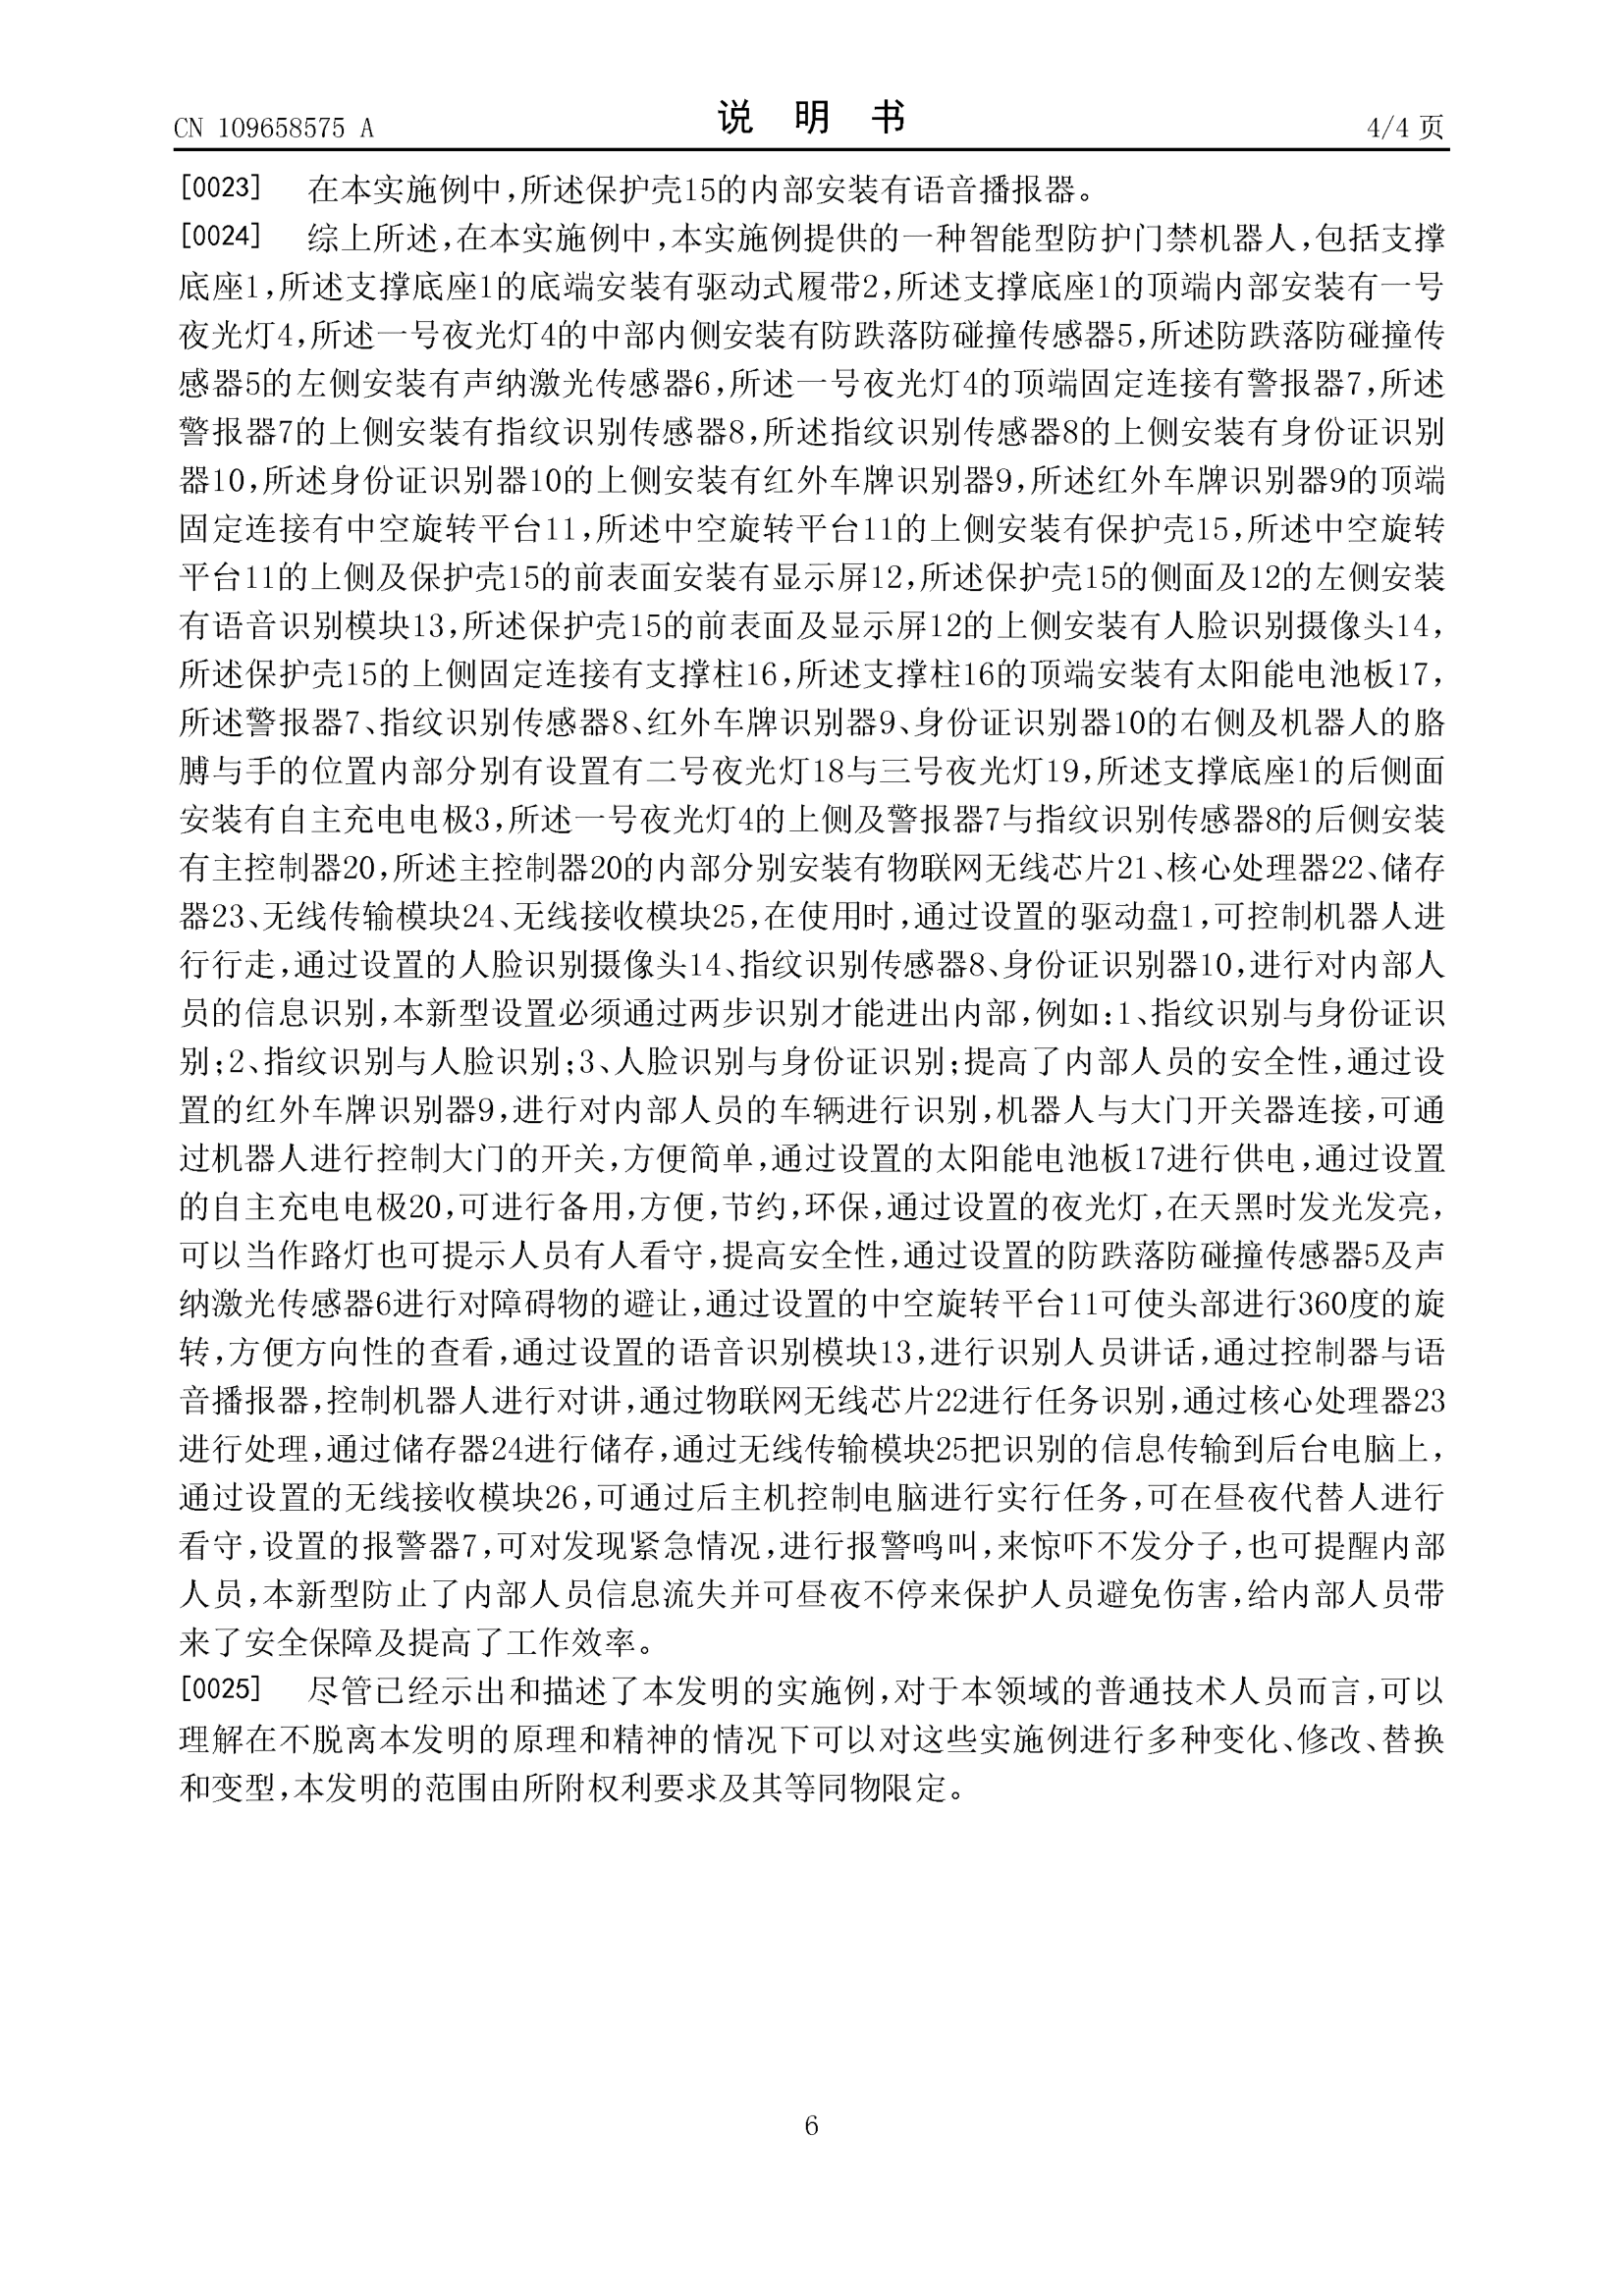 CN 109658575 A
说 明 书
4/4 页
[0023] 在本实施例中,所述保护壳15的内部安装有语音播报器。
[0024] 综上所述,在本实施例中,本实施例提供的一种智能型防护门禁机器人,包括支撑
底座1,所述支撑底座1的底端安装有驱动式履带2,所述支撑底座1的顶端内部安装有一号
夜光灯4,所述一号夜光灯4的中部内侧安装有防跌落防碰撞传感器5,所述防跌落防碰撞传
感器5的左侧安装有声纳激光传感器6,所述一号夜光灯4的顶端固定连接有警报器7,所述
警报器7的上侧安装有指纹识别传感器8,所述指纹识别传感器8的上侧安装有身份证识别
器10,所述身份证识别器10的上侧安装有红外车牌识别器9,所述红外车牌识别器9的顶端
固定连接有中空旋转平台11,所述中空旋转平台11的上侧安装有保护壳15,所述中空旋转
平台11的上侧及保护壳15的前表面安装有显示屏12,所述保护壳15的侧面及12的左侧安装
有语音识别模块13,所述保护壳15的前表面及显示屏12的上侧安装有人脸识别摄像头14,
所述保护壳15的上侧固定连接有支撑柱16,所述支撑柱16的顶端安装有太阳能电池板17,
所述警报器7、指纹识别传感器8、红外车牌识别器9、身份证识别器10的右侧及机器人的胳
膊与手的位置内部分别有设置有二号夜光灯18与三号夜光灯19,所述支撑底座1的后侧面
安装有自主充电电极3,所述一号夜光灯4的上侧及警报器7与指纹识别传感器8的后侧安装
有主控制器20,所述主控制器20的内部分别安装有物联网无线芯片21、核心处理器22、储存
器23、无线传输模块24、无线接收模块25,在使用时,通过设置的驱动盘1,可控制机器人进
行行走,通过设置的人脸识别摄像头14、指纹识别传感器8、身份证识别器10,进行对内部人
员的信息识别,本新型设置必须通过两步识别才能进出内部,例如:1、指纹识别与身份证识
别;2、指纹识别与人脸识别;3、人脸识别与身份证识别;提高了内部人员的安全性,通过设
置的红外车牌识别器9,进行对内部人员的车辆进行识别,机器人与大门开关器连接,可通
过机器人进行控制大门的开关,方便简单,通过设置的太阳能电池板17进行供电,通过设置
的自主充电电极20,可进行备用,方便,节约,环保,通过设置的夜光灯,在天黑时发光发亮,
可以当作路灯也可提示人员有人看守,提高安全性,通过设置的防跌落防碰撞传感器5及声
纳激光传感器6进行对障碍物的避让,通过设置的中空旋转平台11可使头部进行360度的旋
转,方便方向性的查看,通过设置的语音识别模块13,进行识别人员讲话,通过控制器与语
音播报器,控制机器人进行对讲,通过物联网无线芯片22进行任务识别,通过核心处理器23
进行处理,通过储存器24进行储存,通过无线传输模块25把识别的信息传输到后台电脑上,
通过设置的无线接收模块26,可通过后主机控制电脑进行实行任务,可在昼夜代替人进行
看守,设置的报警器7,可对发现紧急情况,进行报警鸣叫,来惊吓不发分子,也可提醒内部
人员,本新型防止了内部人员信息流失并可昼夜不停来保护人员避免伤害,给内部人员带
来了安全保障及提高了工作效率。
[0025] 尽管已经示出和描述了本发明的实施例,对于本领域的普通技术人员而言,可以
理解在不脱离本发明的原理和精神的情况下可以对这些实施例进行多种变化、修改、替换
和变型,本发明的范围由所附权利要求及其等同物限定。
6